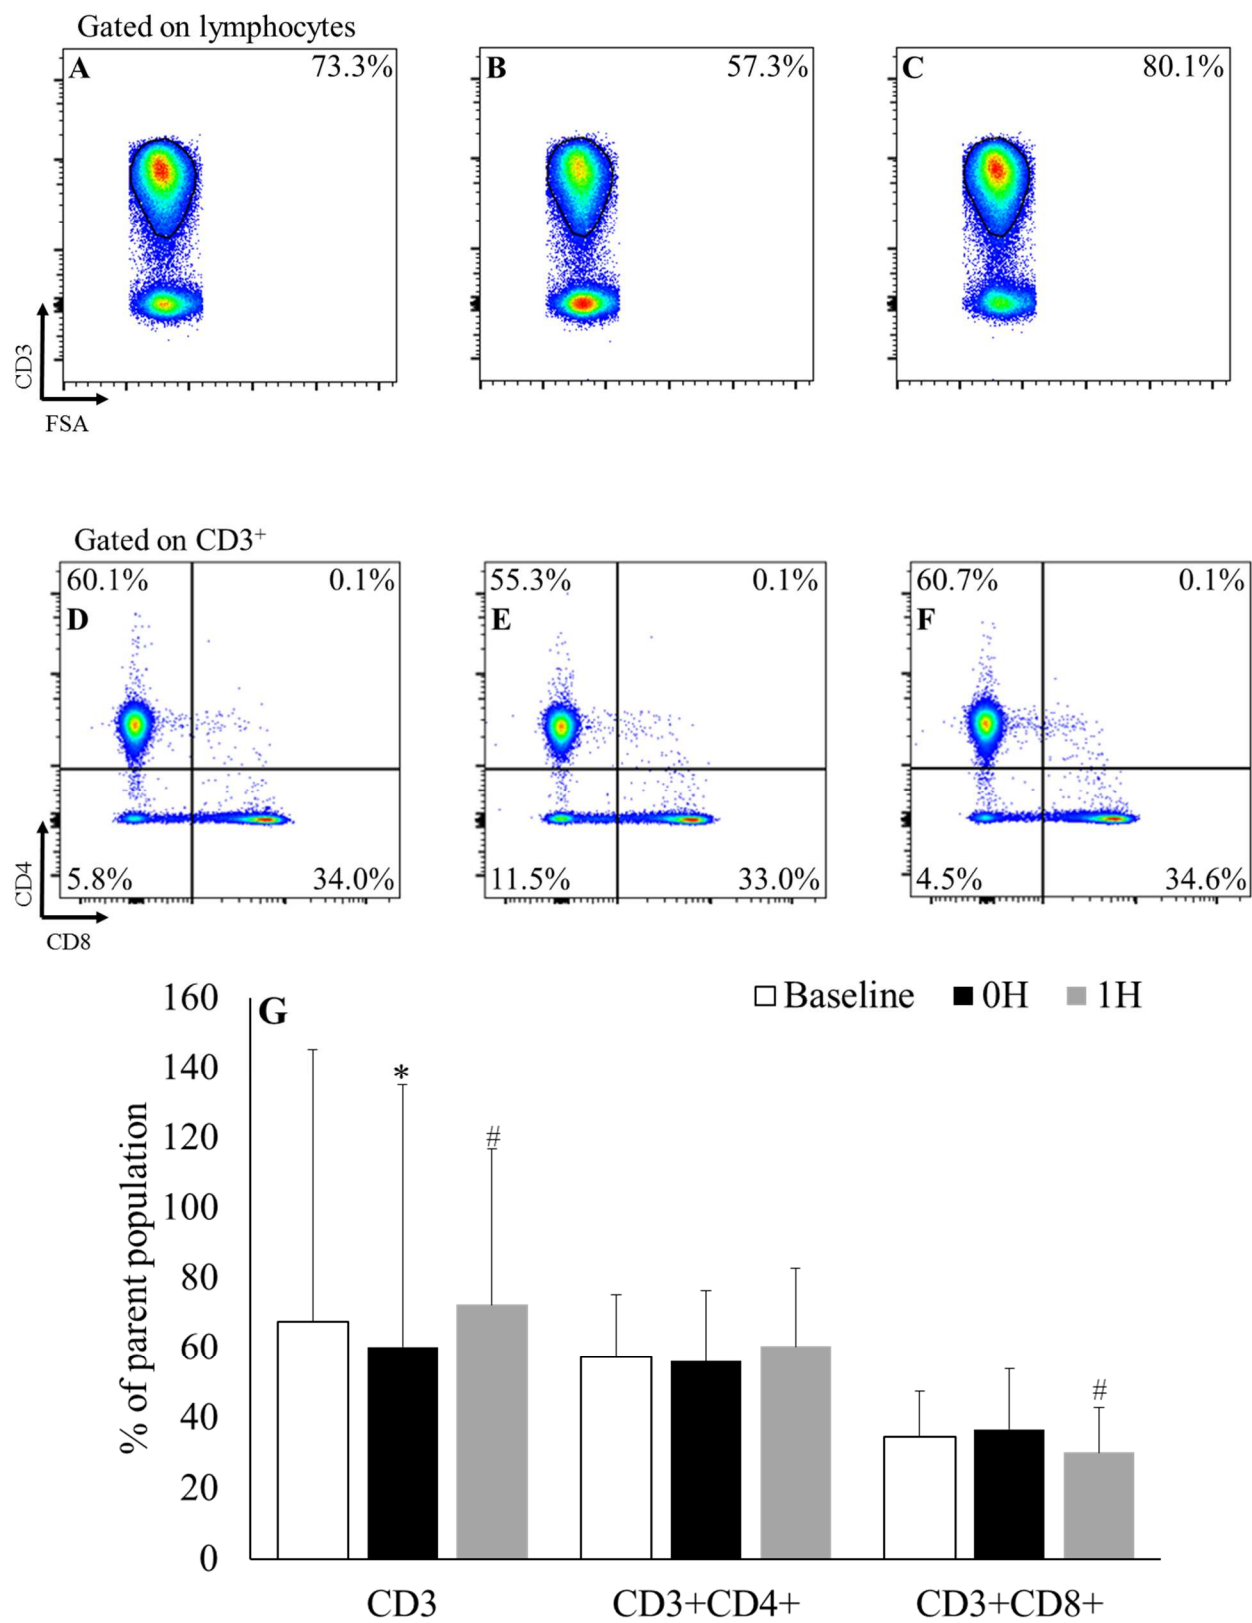 Gated on lymphocytes
A 73.3%
B 57.3%
C 80.1%
CD3
FSA
Gated on CD3⁺
60.1% 0.1%
D
5.8% 34.0%
55.3% 0.1%
E
11.5% 33.0%
60.7% 0.1%
F
4.5% 34.6%
CD4
CD8
G
Baseline 0H 1H
% of parent population
160
140
120
100
80
60
40
20
0
*
#
#
CD3 CD3+CD4+ CD3+CD8+